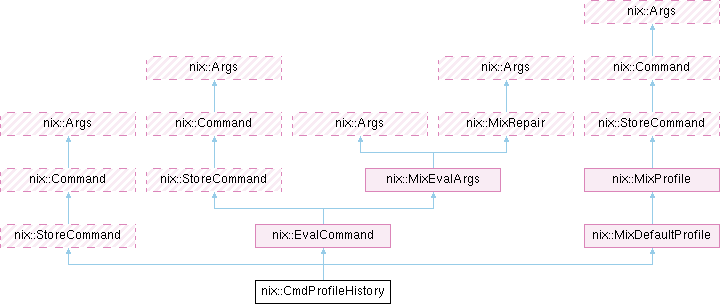 nix::Args
nix::Args nix::Args nix::Command
nix::Args nix::Command nix::Args nix::MixRepair nix::StoreCommand
nix::Command nix::StoreCommand nix::MixEvalArgs nix::MixProfile
nix::StoreCommand nix::EvalCommand nix::MixDefaultProfile
nix::CmdProfileHistory